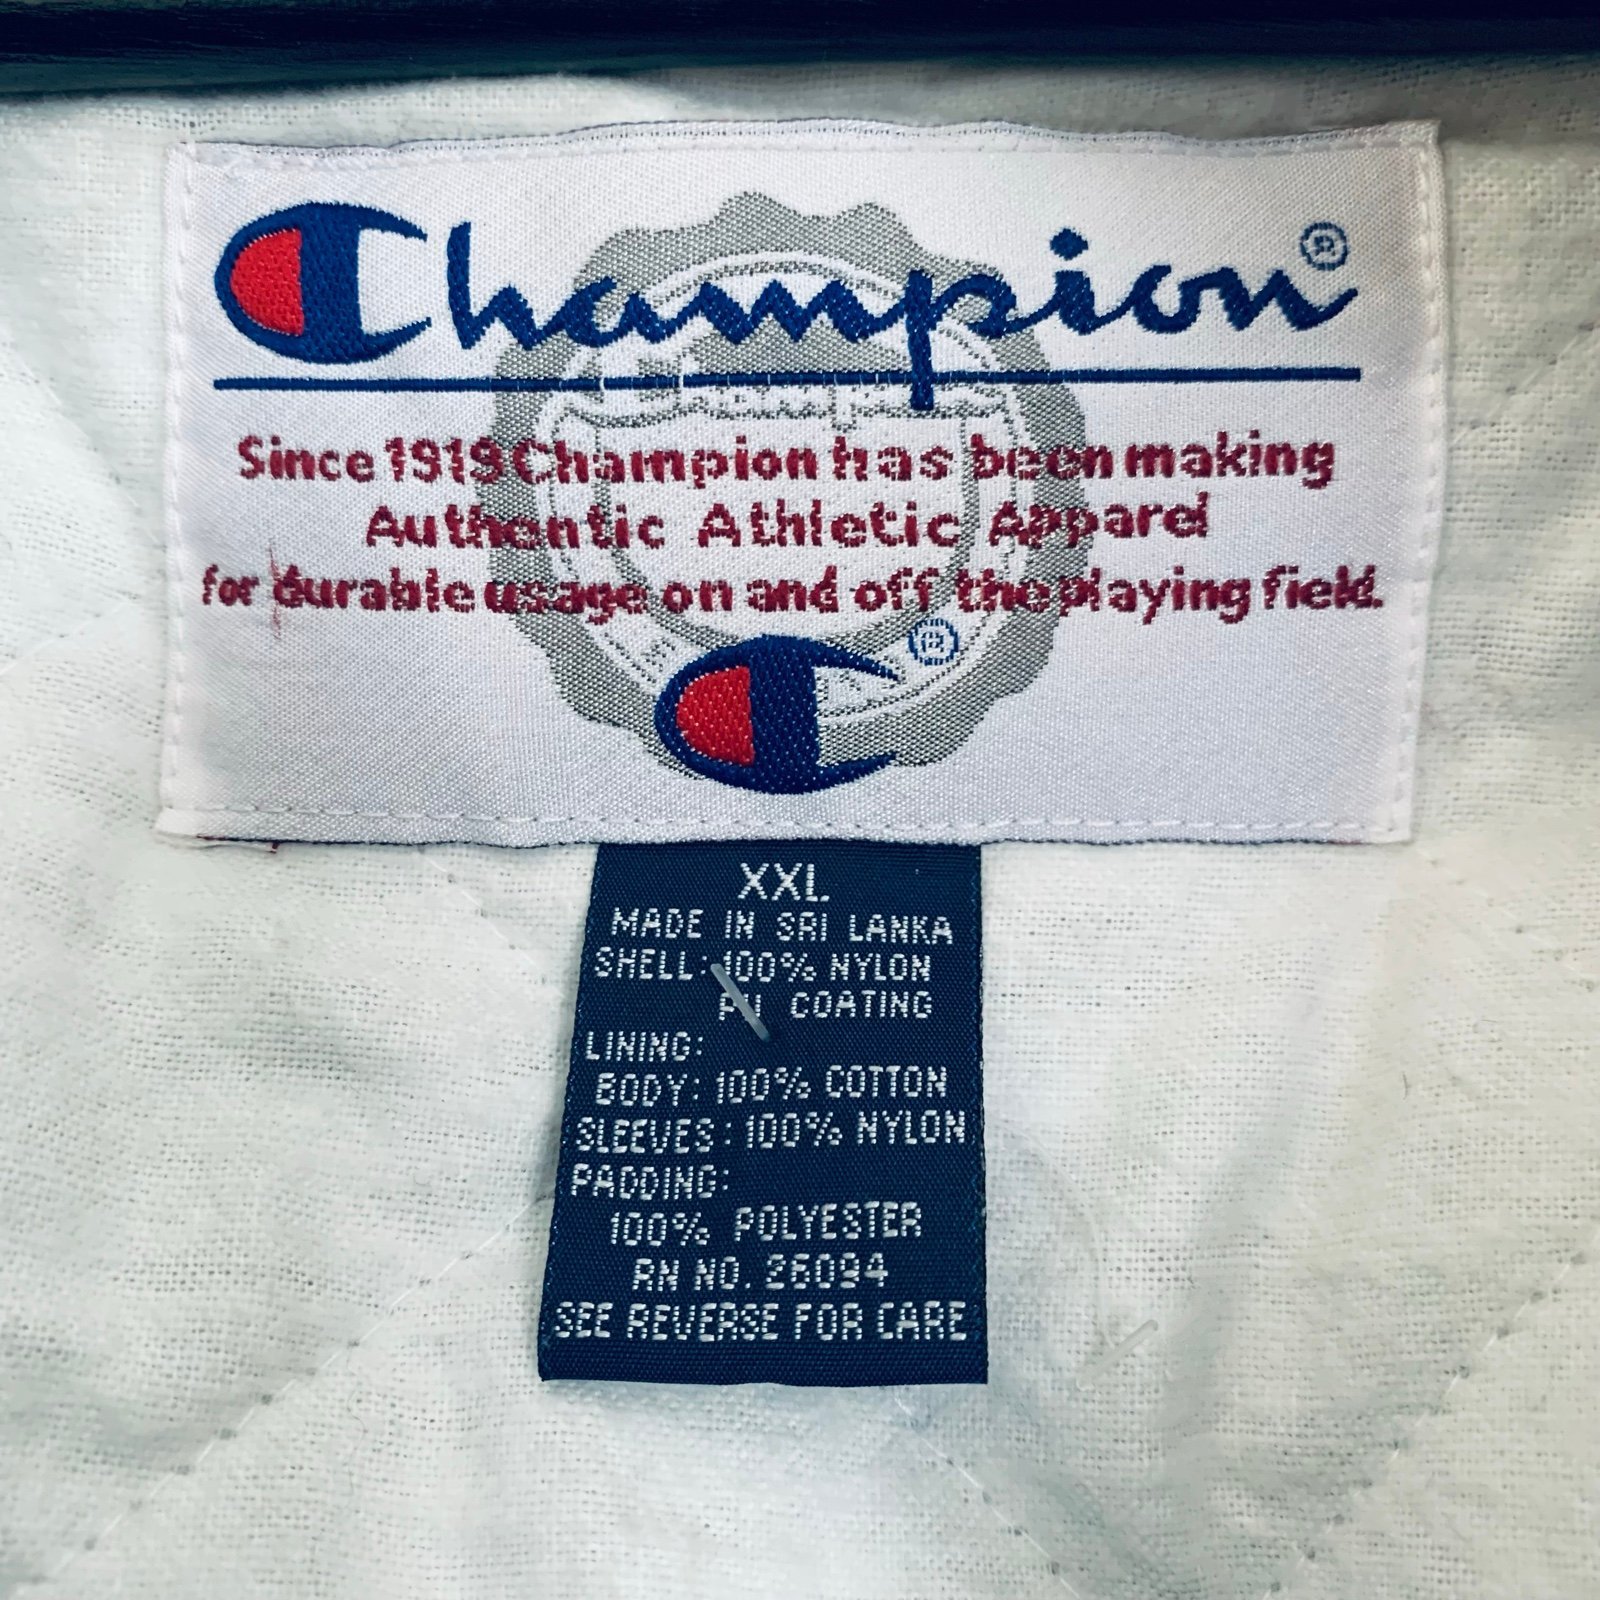 Champion®
Since 1919 Champion has been making
Authentic Athletic Apparel
for durable usage on and off the playing field.
®
XXL
MADE IN SRI LANKA
SHELL: 100% NYLON
PU COATING
LINING:
BODY: 100% COTTON
SLEEVES: 100% NYLON
PADDING:
100% POLYESTER
RN NO. 26094
SEE REVERSE FOR CARE